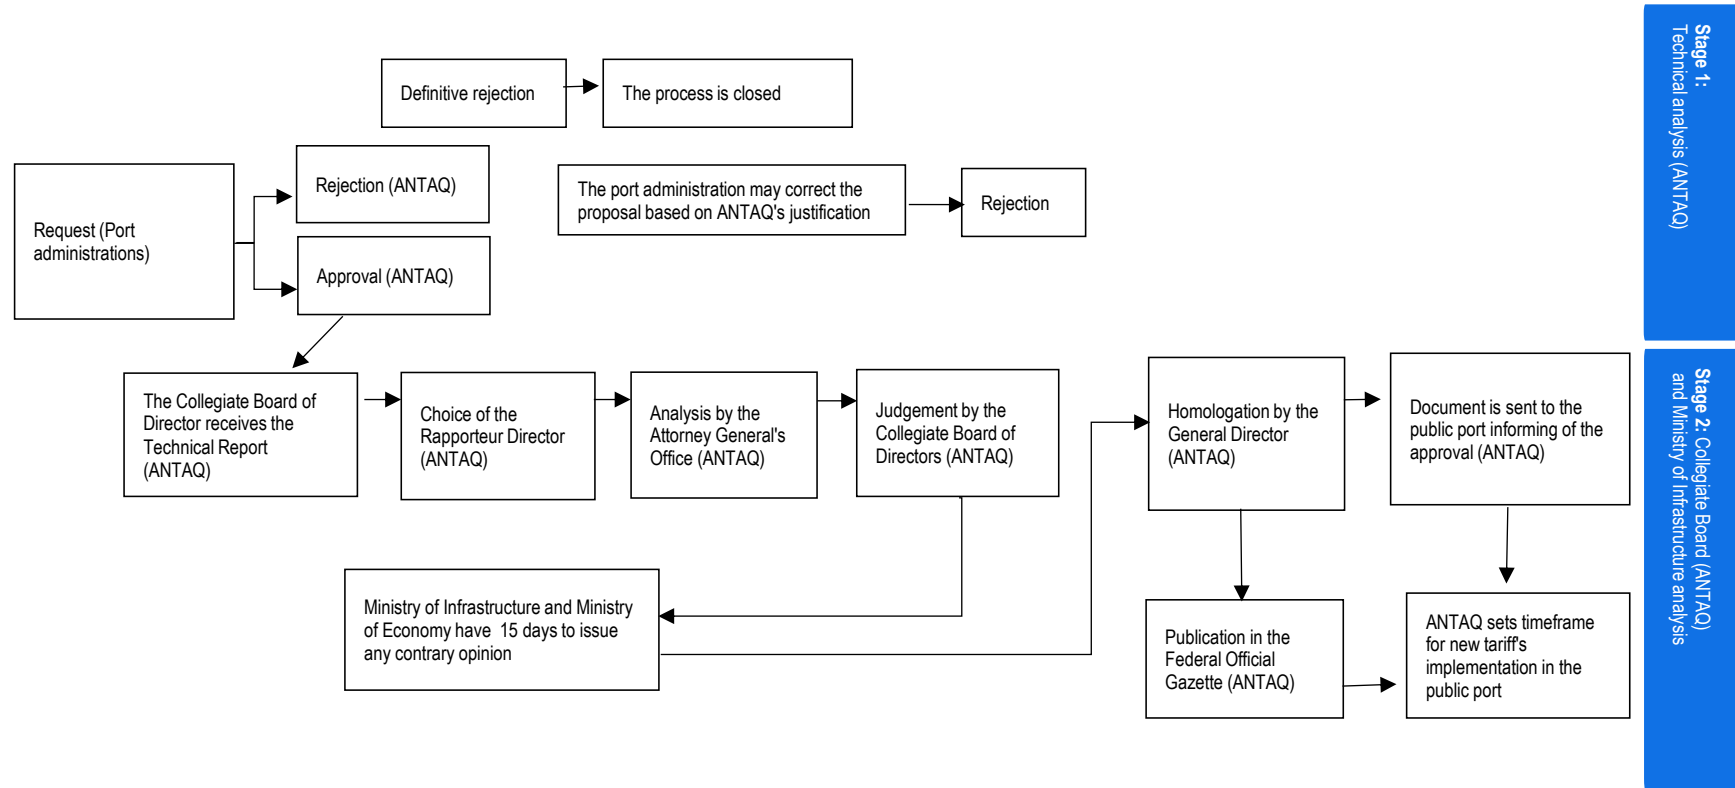 Definitive rejection
The process is closed
Rejection (ANTAQ)
The port administration may correct the
proposal based on ANTAQ's justification
Rejection
Request (Port
administrations)
Approval (ANTAQ)
Stage 1:
Technical analysis (ANTAQ)
The Collegiate Board of
Director receives the
Technical Report
(ANTAQ)
Choice of the
Rapporteur Director
(ANTAQ)
Analysis by the
Attorney General's
Office (ANTAQ)
Judgement by the
Collegiate Board of
Directors (ANTAQ)
Homologation by the
General Director
(ANTAQ)
Document is sent to the
public port informing of the
approval (ANTAQ)
Ministry of Infrastructure and Ministry
of Economy have 15 days to issue
any contrary opinion
Publication in the
Federal Official
Gazette (ANTAQ)
ANTAQ sets timeframe
for new tariff's
implementation in the
public port
Stage 2: Collegiate Board (ANTAQ)
and Ministry of Infrastructure analysis